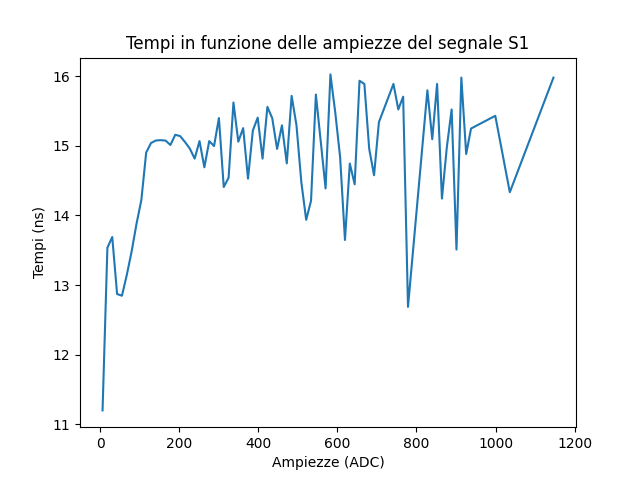 Tempi in funzione delle ampiezze del segnale S1
16
15
14
13
12
11
Tempi (ns)
0 200 400 600 800 1000 1200
Ampiezze (ADC)